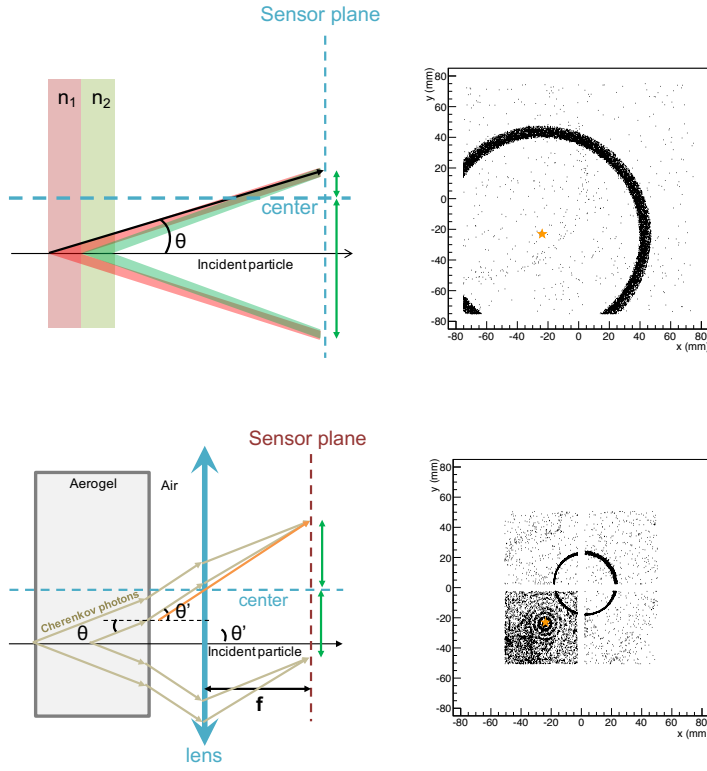 Sensor plane
n1 n2
center
θ
Incident particle
y (mm)
80
60
40
20
0
-20
-40
-60
-80
-80 -60 -40 -20 0 20 40 60 80
x (mm)
Sensor plane
Aerogel
Air
Cherenkov photons
center
θ
θ'
θ'
Incident particle
f
lens
y (mm)
80
60
40
20
0
-20
-40
-60
-80
-80 -60 -40 -20 0 20 40 60 80
x (mm)